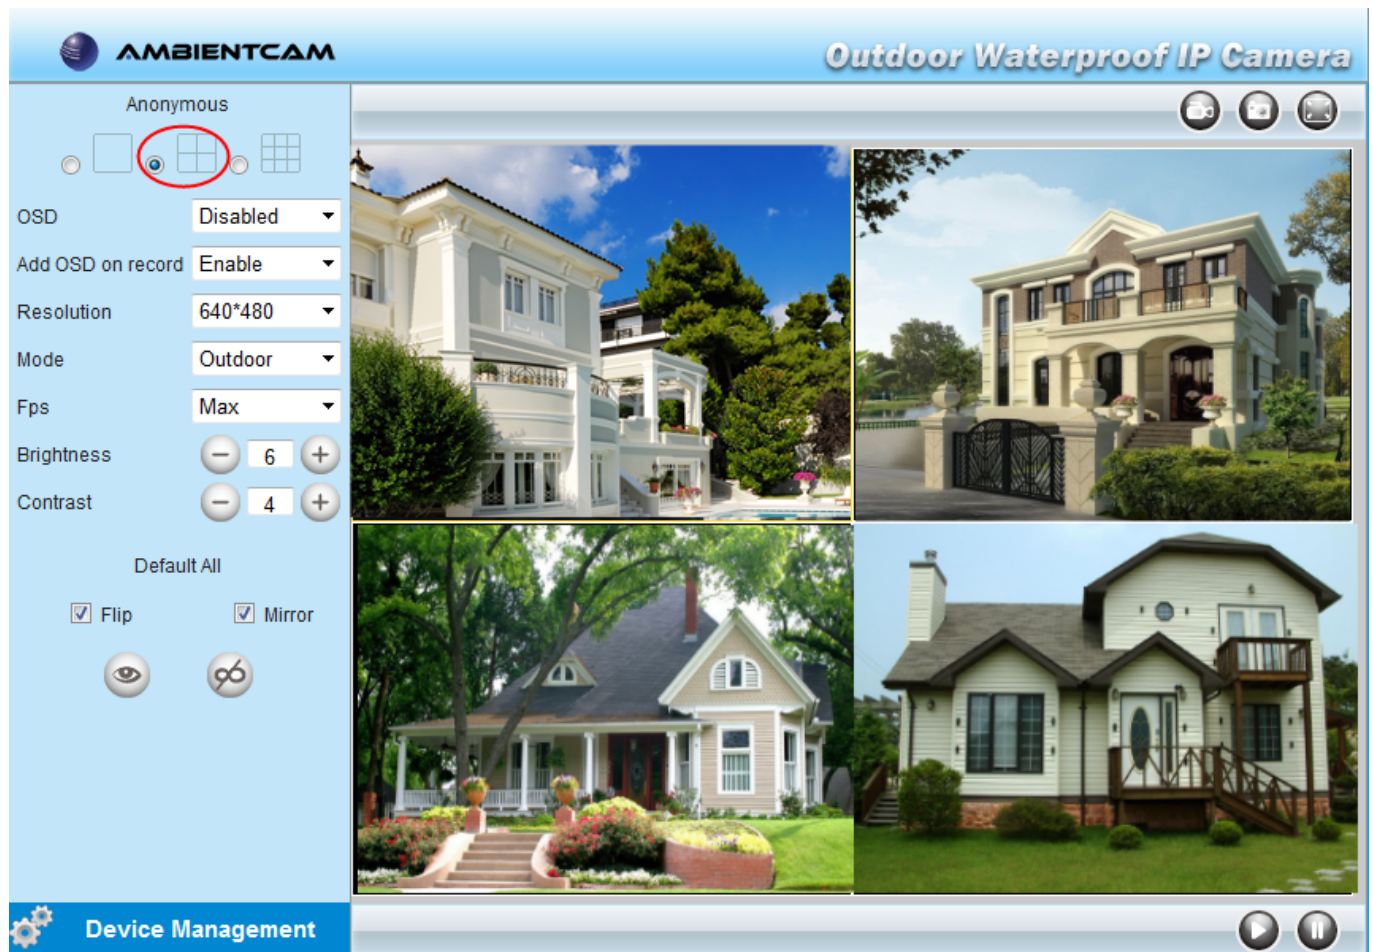 AMBIENTCAM
Outdoor Waterproof IP Camera
Anonymous
OSD Disabled
Add OSD on record Enable
Resolution 640*480
Mode Outdoor
Fps Max
Brightness 6
Contrast 4
Default All
Flip Mirror
Device Management